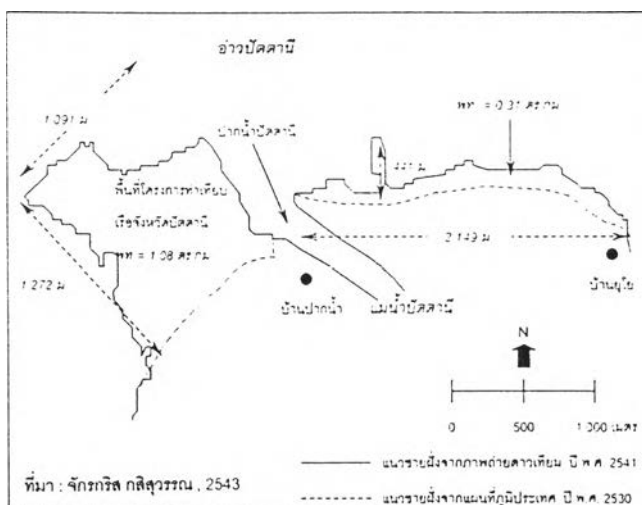 อ่าวปัตตานี
1.091 ม
ปากน้ำปัตตานี
พท = 0.31 ตร กม
441 ม
พื้นที่โครงการท่าเทียบ
เรือจังหวัดปัตตานี
พท = 1.08 ตร กม
2.149 ม
1.272 ม
บ้านปากน้ำ
แม่น้ำปัตตานี
บ้านยูโย
N
0 500 1 000 เมตร
แนวชายฝั่งจากภาพถ่ายดาวเทียม ปี พ ศ 2541
ที่มา : จักรกริส กสิสุวรรณ , 2543
แนวชายฝั่งจากแผนที่ภูมิประเทศ ปี พ ศ 2530